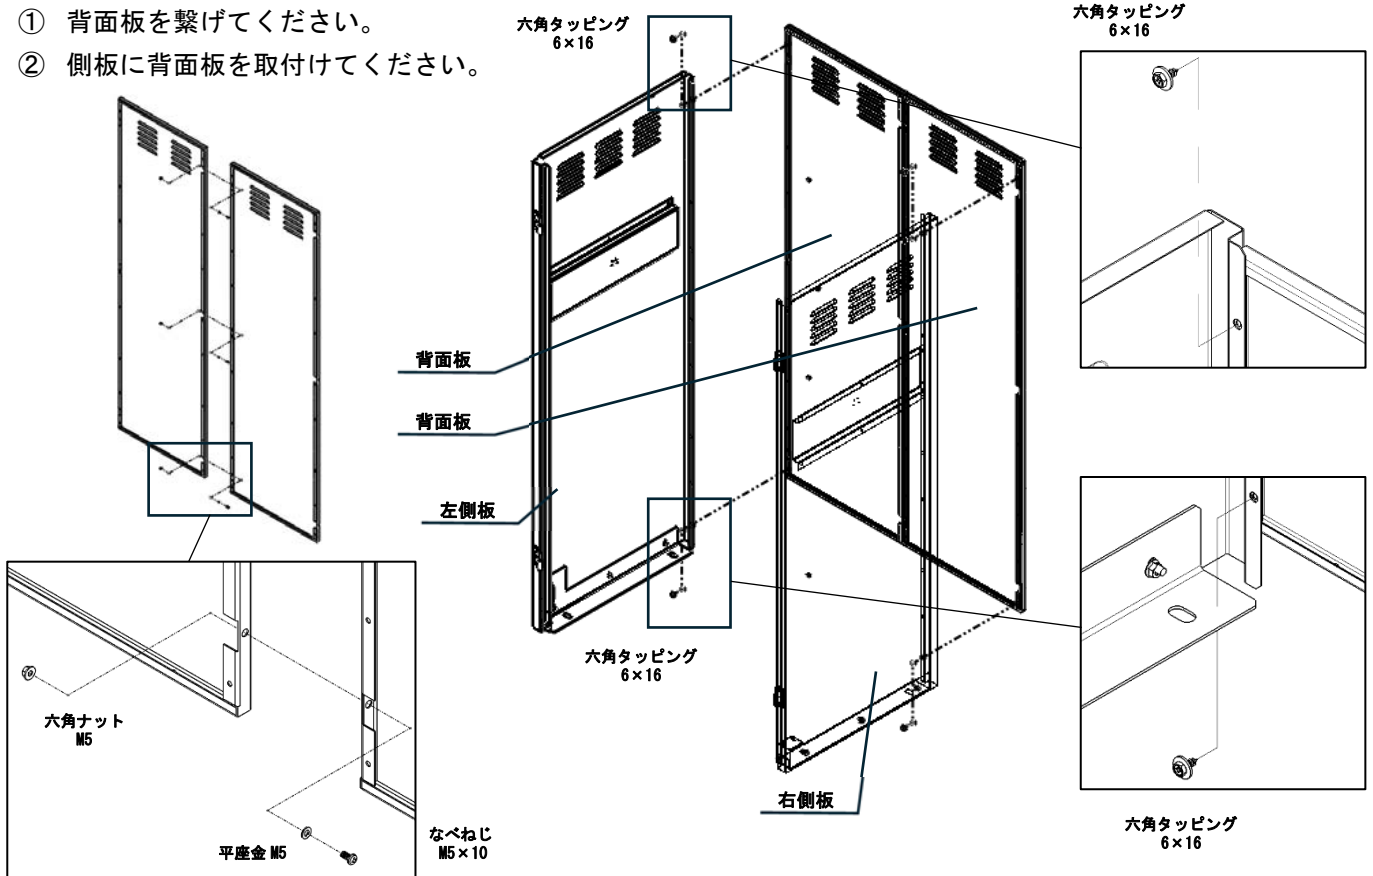 ① 背面板を繋げてください。
② 側板に背面板を取付けてください。
六角タッピング
6×16
六角タッピング
6×16
背面板
背面板
左側板
六角タッピング
6×16
右側板
六角ナット
M5
平座金 M5
なべねじ
M5×10
六角タッピング
6×16